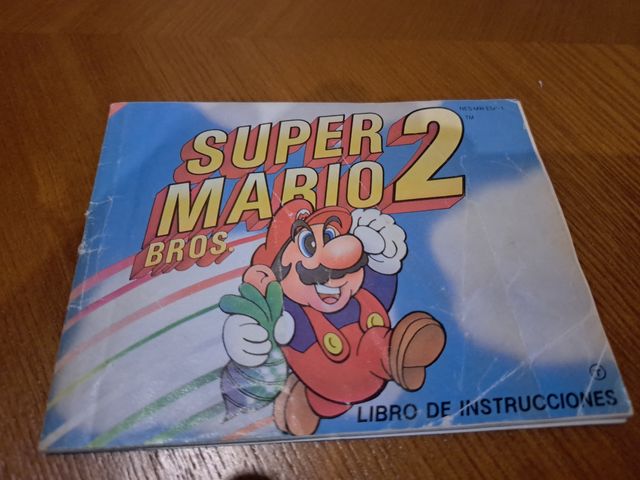 SUPER
MARIO 2
BROS.
TM
LIBRO DE INSTRUCCIONES